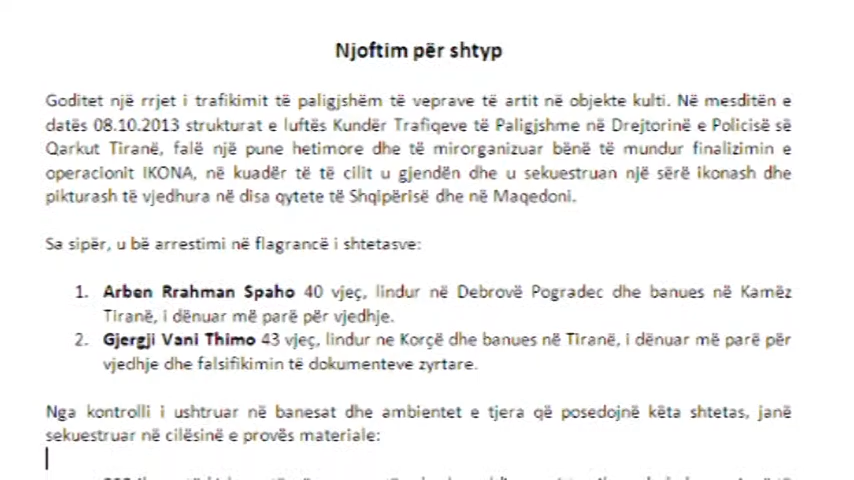 Njoftim për shtyp
Goditet një rrjet i trafikimit të paligjshëm të veprave të artit në objekte kulti. Në mesditën e
datës 08.10.2013 strukturat e luftës Kundër Trafiqeve të Paligjshme në Drejtorinë e Policisë së
Qarkut Tiranë, falë një pune hetimore dhe të mirorganizuar bënë të mundur finalizimin e
operacionit IKONA, në kuadër të të cilit u gjendën dhe u sekuestruan një sërë ikonash dhe
pikturash të vjedhura në disa qytete të Shqipërisë dhe në Maqedoni.
Sa sipër, u bë arrestimi në flagrancë i shtetasve:
1. Arben Rrahman Spaho 40 vjeç, lindur në Debrovë Pogradec dhe banues në Kamëz
Tiranë, i dënuar më parë për vjedhje.
2. Gjergji Vani Thimo 43 vjeç, lindur ne Korçë dhe banues në Tiranë, i dënuar më parë për
vjedhje dhe falsifikimin të dokumenteve zyrtare.
Nga kontrolli i ushtruar në banesat dhe ambientet e tjera që posedojnë këta shtetas, janë
sekuestruar në cilësinë e provës materiale: